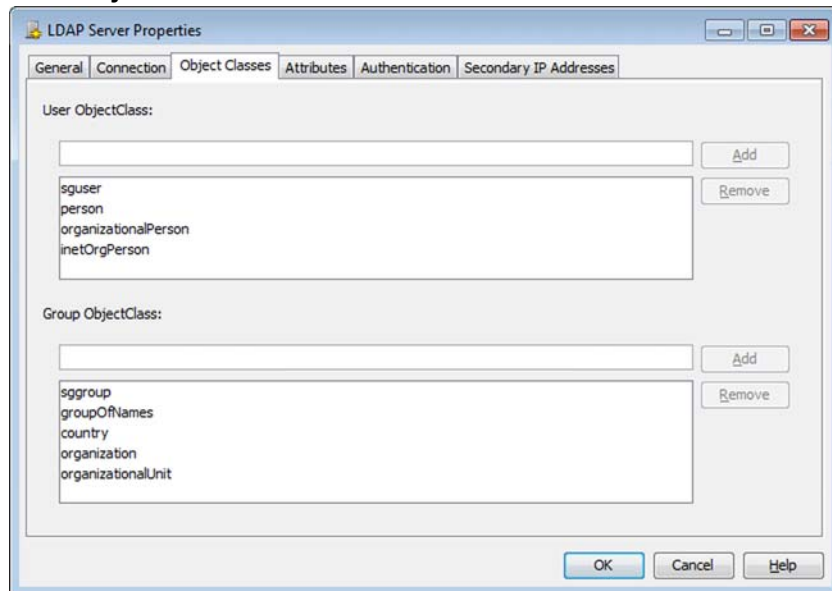 LDAP Server Properties
General Connection Object Classes Attributes Authentication Secondary IP Addresses
User ObjectClass:
Add
sguser
person
organizationalPerson
inetOrgPerson
Remove
Group ObjectClass:
Add
sggroup
groupOfNames
country
organization
organizationalUnit
Remove
OK Cancel Help